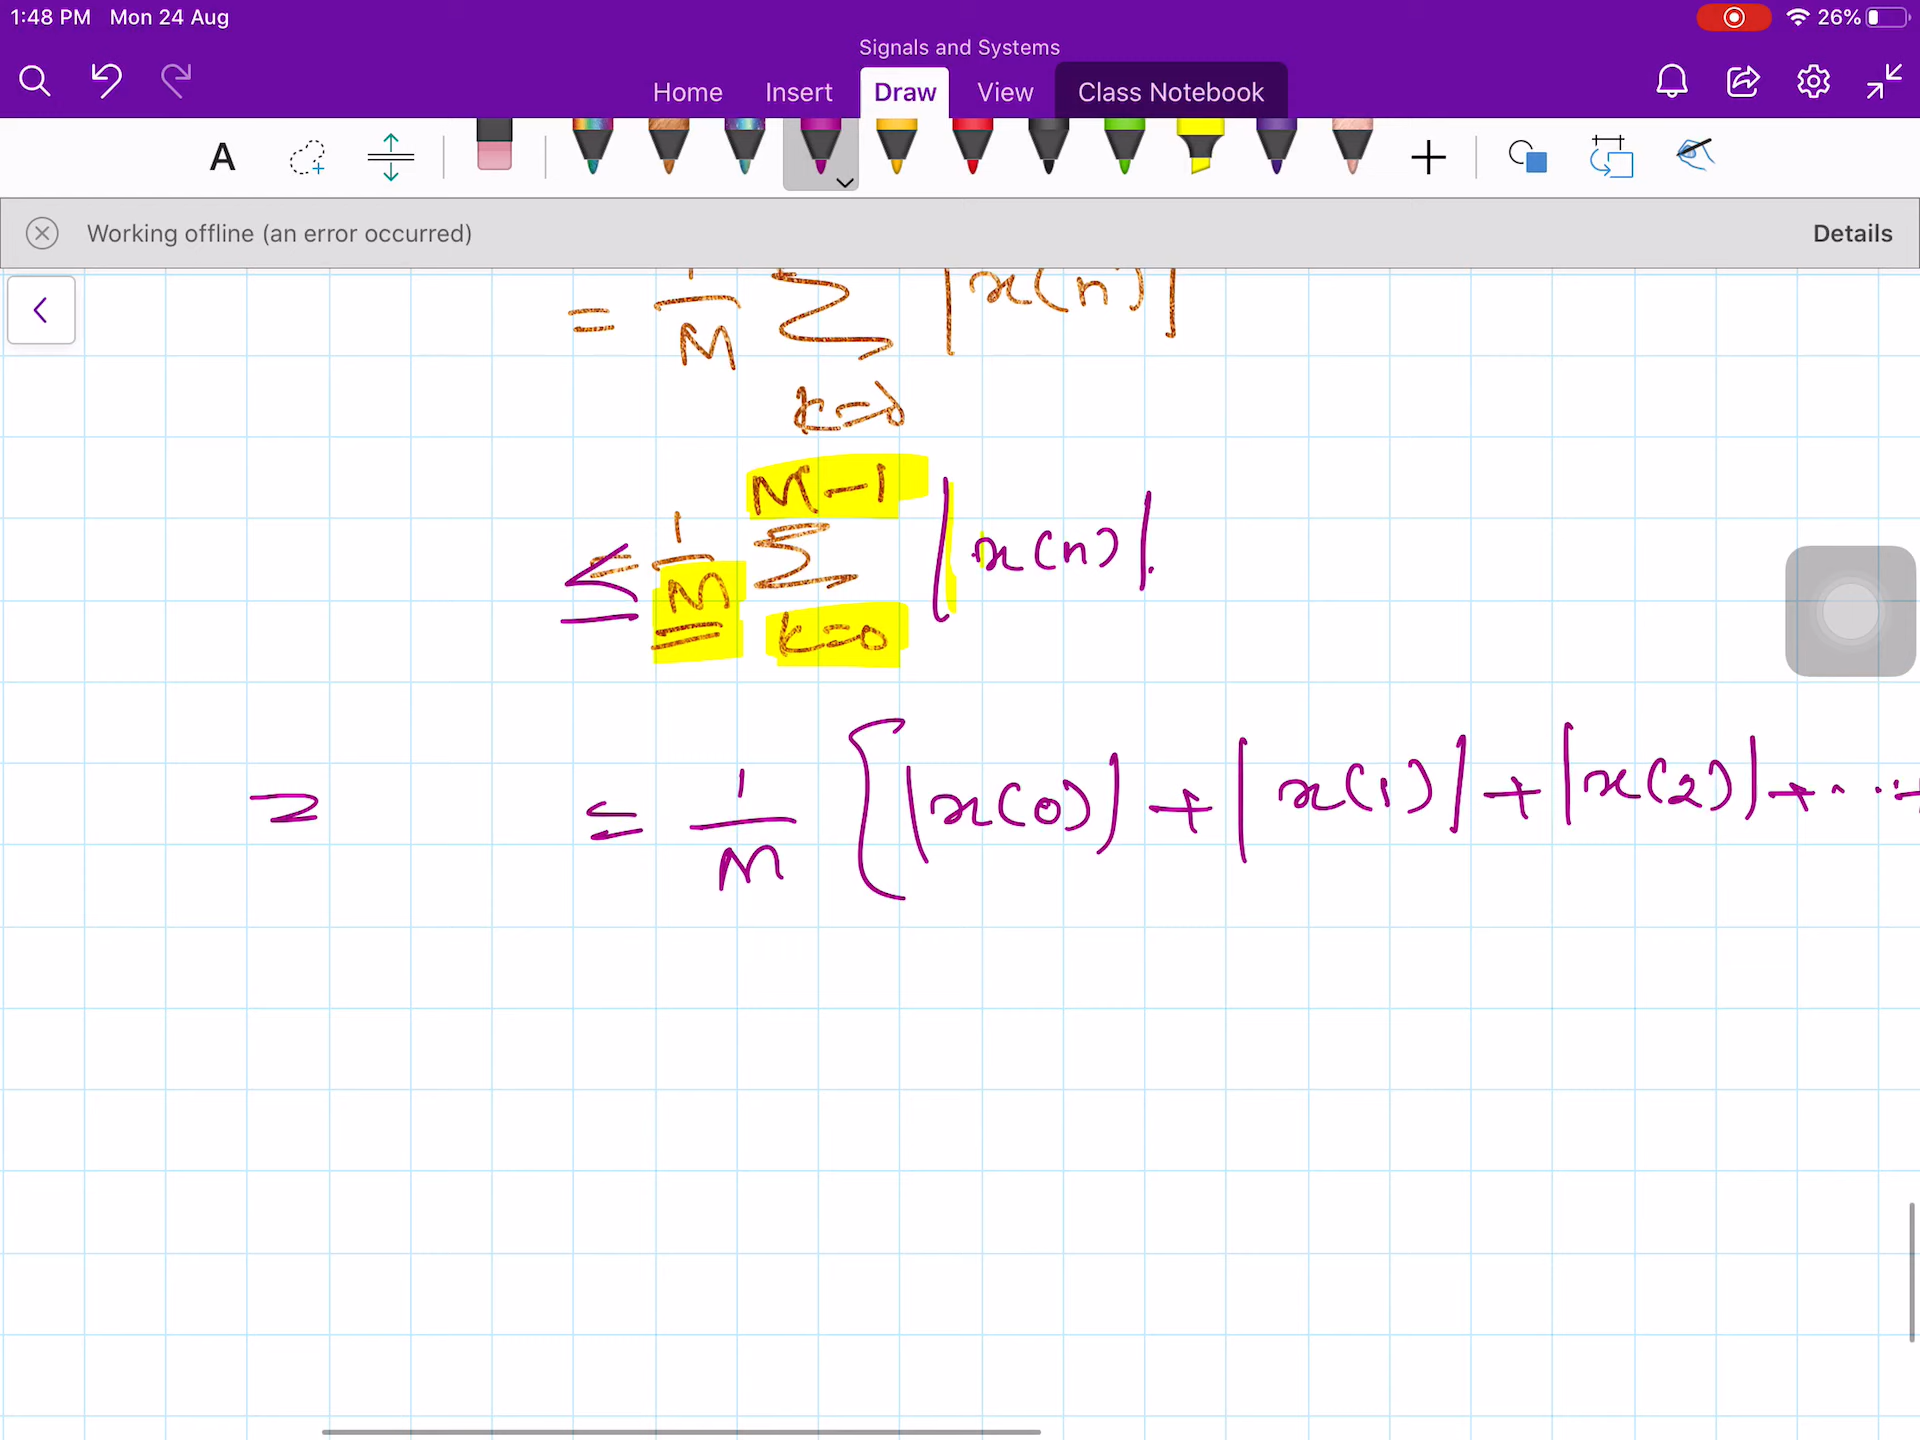 1:48 PM Mon 24 Aug 26%
Signals and Systems
Home Insert Draw View Class Notebook
A
Working offline (an error occurred) Details
= 1/M Σ |x(n)|
k=0
M-1
≤ 1/M Σ |x(n)|.
k=0
= = 1/M [|x(0)| + |x(1)| + |x(2)| + ... +